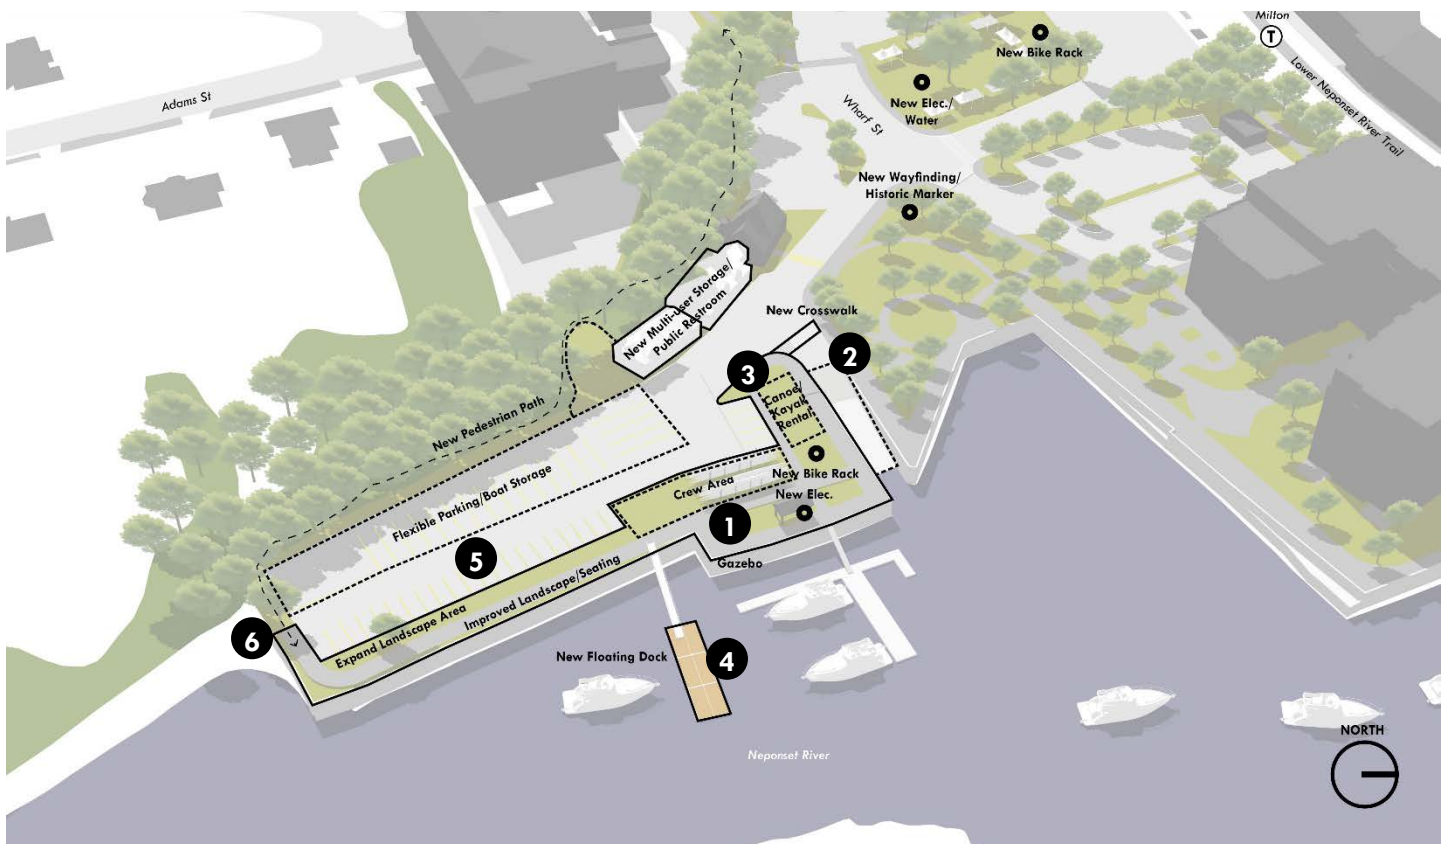 Milton
T
New Bike Rack
Lower Neponset River Trail
Adams St
New Elec./
Water
Wharf St
New Wayfinding/
Historic Marker
New Multi-user Storage/
Public Restroom
New Crosswalk
2
3
Canoe/
Kayak
Rental
New Pedestrian Path
Flexible Parking/Boat Storage
Crew Area
New Bike Rack
New Elec.
1
5
Gazebo
Improved Landscape/Seating
Expand Landscape Area
6
New Floating Dock
4
Neponset River
NORTH